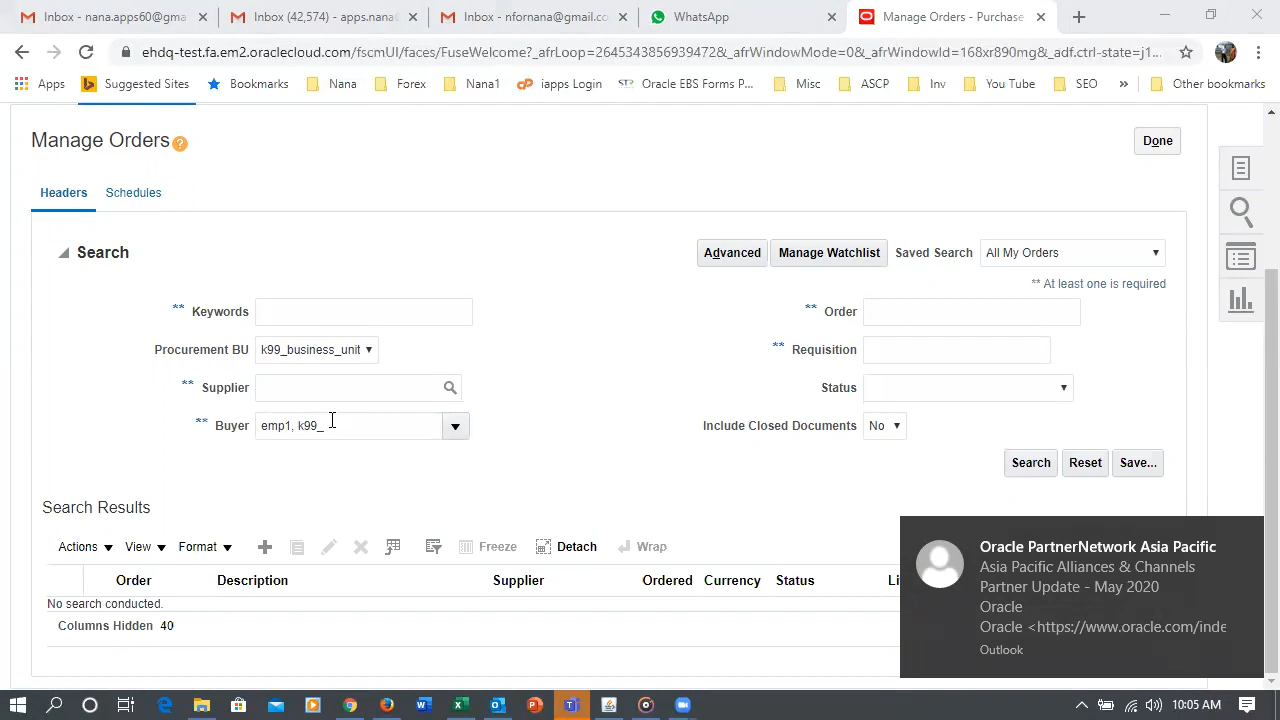 Inbox - nana.apps60@gma
Inbox (42,574) - apps.nana
Inbox - nfornana@gmail.co
WhatsApp
Manage Orders - Purchase
ehdq-test.fa.em2.oraclecloud.com/fscmUI/faces/FuseWelcome?_afrLoop=26453438569394728_afrWindowMode=0&_afrWindowId=168xr890mg&_adf.ctrl-state=j1...
Apps
Suggested Sites
Bookmarks
Nana
Forex
Nana1
iapps Login
Oracle EBS Forms P...
Misc
ASCP
Inv
You Tube
SEO
»
Other bookmarks
Manage Orders
Done
Headers
Schedules
Search
Advanced
Manage Watchlist
Saved Search
All My Orders
** At least one is required
** Keywords
** Order
Procurement BU
k99_business_unit
** Requisition
** Supplier
Status
** Buyer
emp1, k99_
Include Closed Documents
No
Search
Reset
Save...
Search Results
Actions
View
Format
Freeze
Detach
Wrap
Order
Description
Supplier
Ordered
Currency
Status
Li
No search conducted.
Columns Hidden 40
Oracle PartnerNetwork Asia Pacific
Asia Pacific Alliances & Channels
Partner Update - May 2020
Oracle
Oracle <https://www.oracle.com/inde
Outlook
10:05 AM